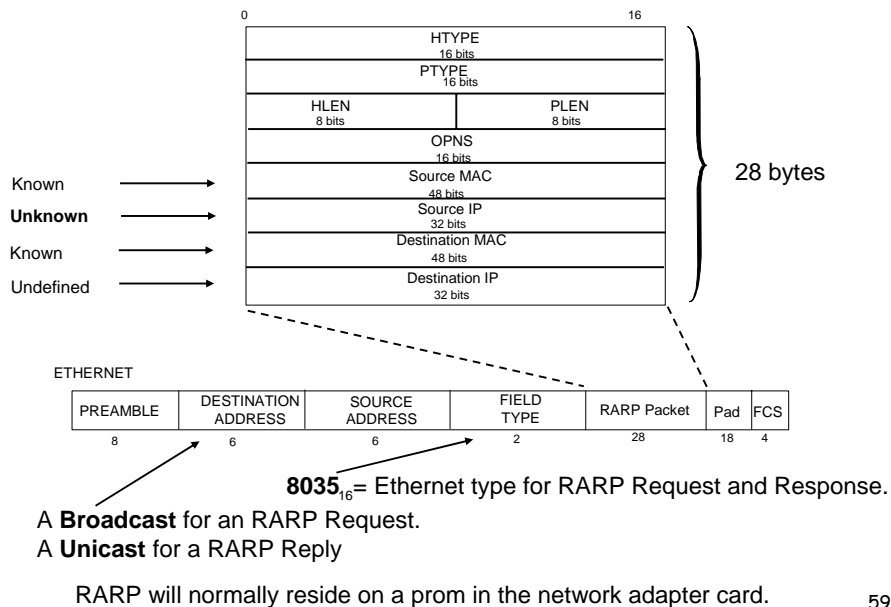 0 16
HTYPE
16 bits
PTYPE
16 bits
HLEN PLEN
8 bits 8 bits
OPNS
16 bits
Known Source MAC
48 bits
28 bytes
Unknown Source IP
32 bits
Known Destination MAC
48 bits
Undefined Destination IP
32 bits
ETHERNET
PREAMBLE DESTINATION ADDRESS SOURCE ADDRESS FIELD TYPE RARP Packet Pad FCS
8 6 6 2 28 18 4
8035₁₆= Ethernet type for RARP Request and Response.
A Broadcast for an RARP Request.
A Unicast for a RARP Reply
RARP will normally reside on a prom in the network adapter card.
59